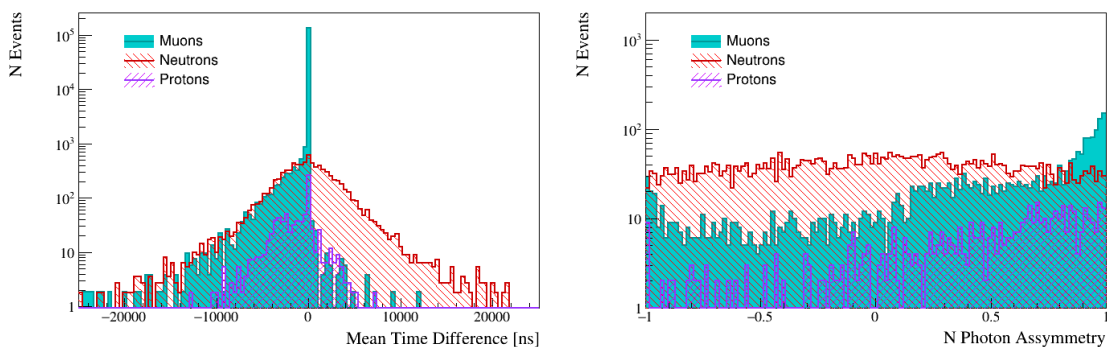 N Events
10^5
10^4
10^3
10^2
10
1
Muons
Neutrons
Protons
−20000 −10000 0 10000 20000
Mean Time Difference [ns]
N Events
10^3
10^2
10
1
Muons
Neutrons
Protons
−1 −0.5 0 0.5 1
N Photon Assymmetry